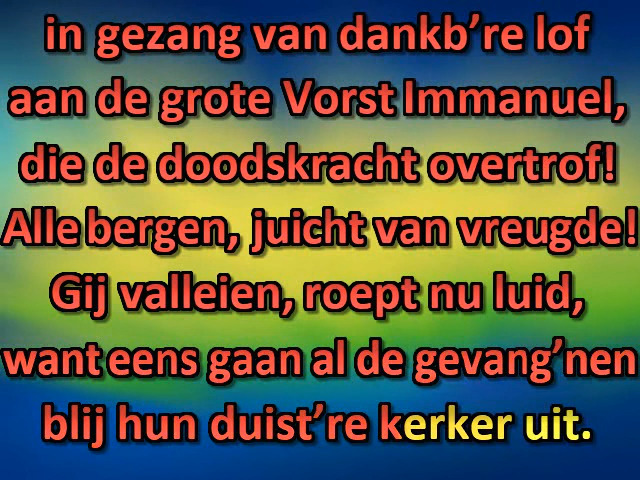 in gezang van dankb’re lof
aan de grote Vorst Immanuel,
die de doodskracht overtrof!
Alle bergen, juicht van vreugde!
Gij valleien, roept nu luid,
want eens gaan al de gevang’nen
blij hun duist’re kerker uit.